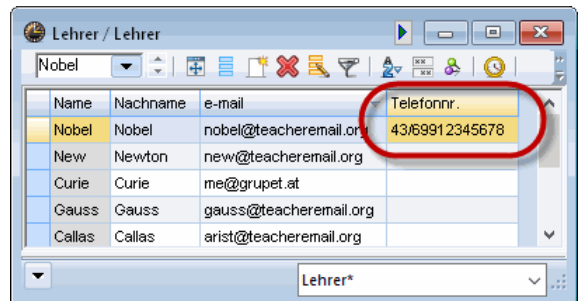 Lehrer / Lehrer
Nobel
Name Nachname e-mail Telefonnr.
Nobel Nobel nobel@teacheremail.org 43/69912345678
New Newton new@teacheremail.org
Curie Curie me@grupet.at
Gauss Gauss gauss@teacheremail.org
Callas Callas arist@teacheremail.org
Lehrer*